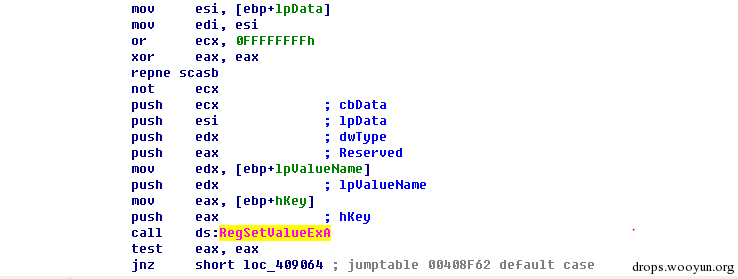 mov esi, [ebp+lpData]
mov edi, esi
or ecx, 0FFFFFFFFh
xor eax, eax
repne scasb
not ecx
push ecx ; cbData
push esi ; lpData
push edx ; dwType
push eax ; Reserved
mov edx, [ebp+lpValueName]
push edx ; lpValueName
mov eax, [ebp+hKey]
push eax ; hKey
call ds:RegSetValueExA
test eax, eax
jnz short loc_409064 ; jumptable 00408F62 default case
drops.wooyun.org